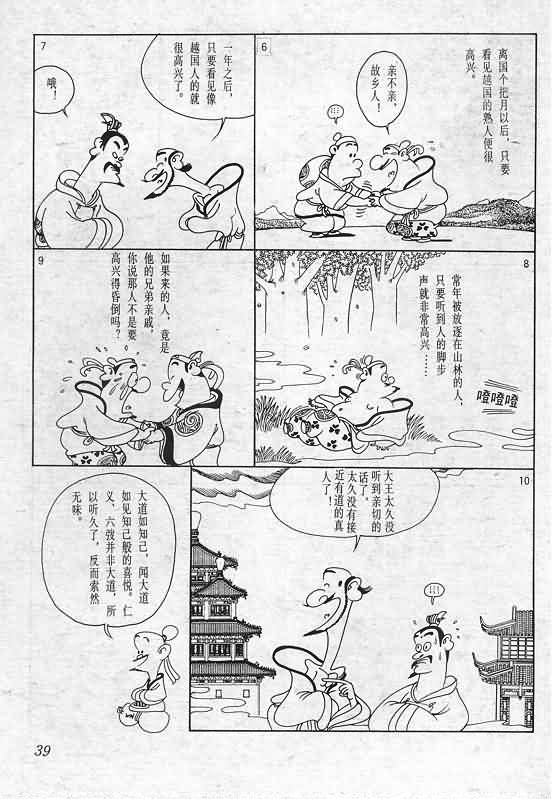 6
离国个把月以后,只要
看见越国的熟人便很
高兴。
亲不亲,
故乡人!
!!!
7
一年之后,
只要看见像
越国人的就
很高兴了。
哦!
8
常年被放逐在山林的人,
只要听到人的脚步
声就非常高兴……
噔噔噔
9
如果来的人,竟是
他的兄弟亲戚,
你说那人不是要
高兴得昏倒吗?
10
大王太久没
听到亲切的
话了,
太久没有接
近有道的真
人了!
!!!
大道如知己,闻大道
如见知己般的喜悦。仁
义、六弢并非大道,所
以听久了,反而索然
无味。
39